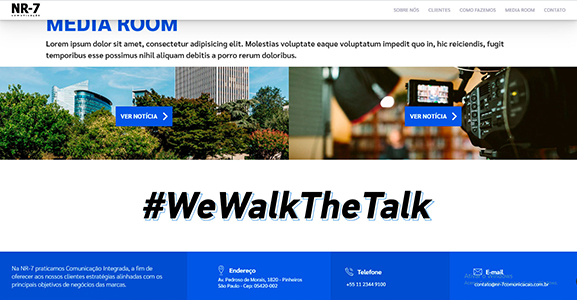 NR-7
comunicação
SOBRE NÓS CLIENTES COMO FAZEMOS MEDIA ROOM CONTATO
MEDIA ROOM
Lorem ipsum dolor sit amet, consectetur adipisicing elit. Molestias voluptate eaque voluptatum impedit quo in, hic reiciendis, fugit
temporibus esse possimus nihil aliquam debitis a porro rerum doloribus.
VER NOTÍCIA
VER NOTÍCIA
#WeWalkTheTalk
Na NR-7 praticamos Comunicação Integrada, a fim de
oferecer aos nossos clientes estratégias alinhadas com os
principais objetivos de negócios das marcas.
Endereço
Av. Pedroso de Morais, 1820 - Pinheiros
São Paulo - Cep: 05420-002
Telefone
+55 11 2344 9100
E-mail
contato@nr-7comunicacao.com.br